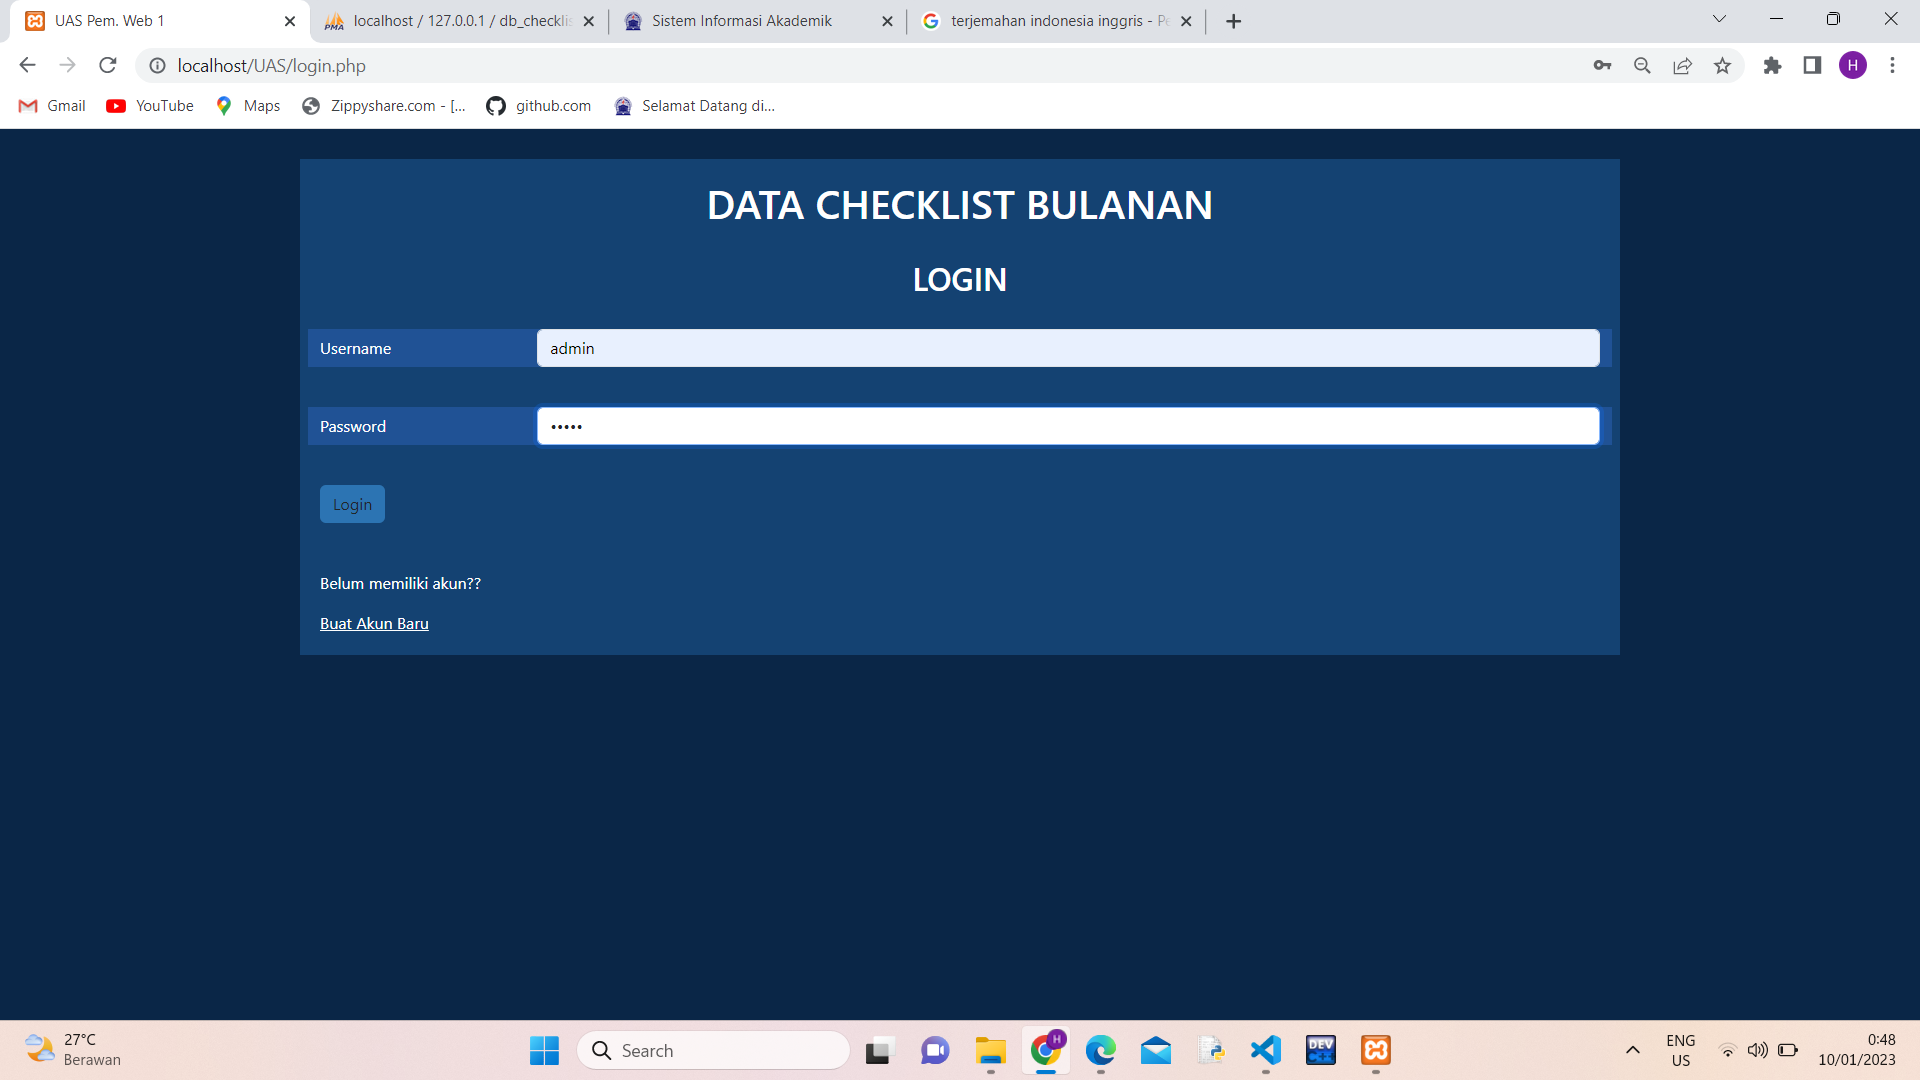 UAS Pem. Web 1
localhost / 127.0.0.1 / db_checklis
Sistem Informasi Akademik
terjemahan indonesia inggris - Pe
localhost/UAS/login.php
H
Gmail
YouTube
Maps
Zippyshare.com - [...
github.com
Selamat Datang di...
DATA CHECKLIST BULANAN
LOGIN
Username
admin
Password
•••••
Login
Belum memiliki akun??
Buat Akun Baru
27°C
Berawan
Search
H
DEV
ENG
US
0:48
10/01/2023